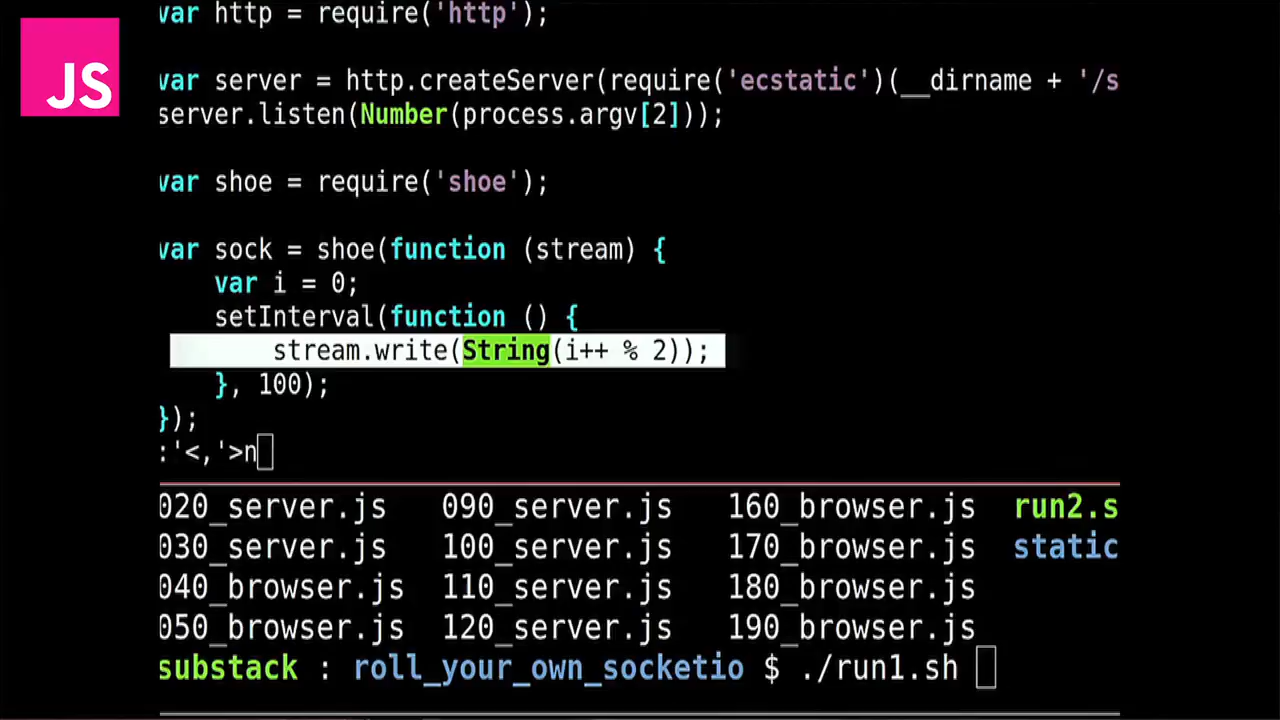 JS
var http = require('http');
var server = http.createServer(require('ecstatic')(__dirname + '/s
server.listen(Number(process.argv[2]));
var shoe = require('shoe');
var sock = shoe(function (stream) {
    var i = 0;
    setInterval(function () {
        stream.write(String(i++ % 2));
    }, 100);
});
:'<,'>n
020_server.js 090_server.js 160_browser.js run2.s
030_server.js 100_server.js 170_browser.js static
040_browser.js 110_server.js 180_browser.js
050_browser.js 120_server.js 190_browser.js
substack : roll_your_own_socketio $ ./run1.sh